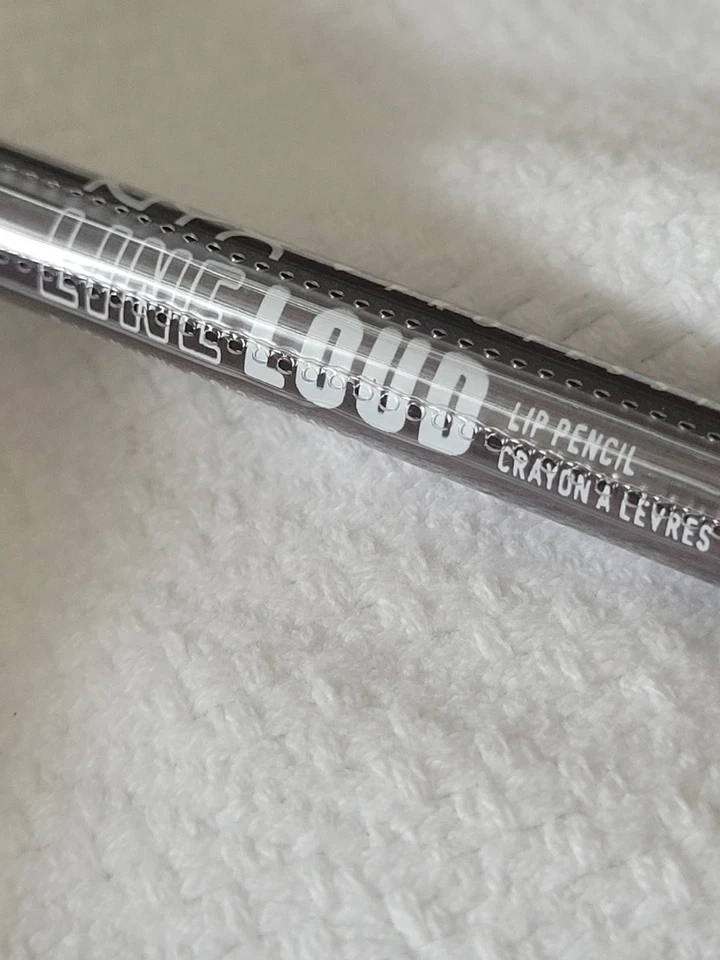 LINE LOUD
LIP PENCIL
CRAYON À LÈVRES